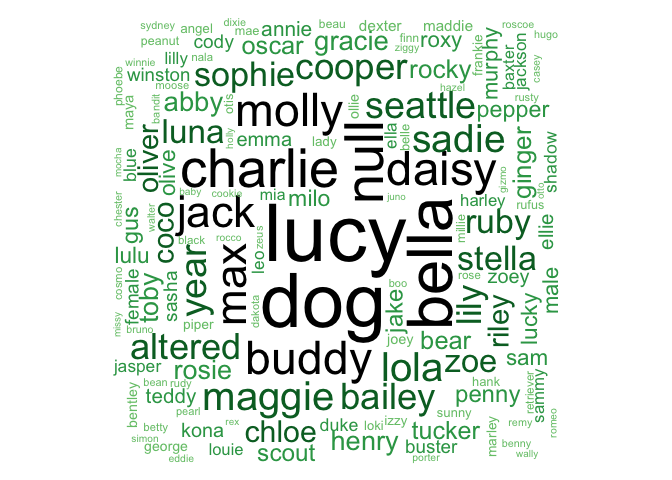 sydney
angel
dixie
mae
annie
beau
dexter
maddie
roscoe
hugo
peanut
cody
oscar
gracie
finn
ziggy
roxy
frankie
murphy
baxter
jackson
casey
winnie
lilly
nala
sophie
cooper
rocky
phoebe
winston
moose
hazel
maya
bandit
abby
otis
molly
ollie
seattle
pepper
rusty
blue
oliver
olive
luna
holly
emma
lady
null
ella
belle
sadie
ginger
shadow
mocha
charlie
daisy
gizmo
otto
chester
walter
coco
baby
cookie
mia
milo
juno
harley
rufus
gus
jack
lucy
bella
millie
ruby
ellie
lulu
black
rocco
zeus
leo
stella
cosmo
female
toby
sasha
year
max
dakota
dog
boo
jake
rose
zoey
male
missy
bruno
piper
joey
lily
riley
lucky
altered
buddy
bear
jasper
rosie
lola
zoe
sam
bentley
bean
rudy
teddy
maggie
bailey
hank
penny
retriever
sammy
pearl
betty
kona
rex
chloe
duke
loki
izzy
sunny
tucker
marley
remy
romeo
simon
george
louie
scout
henry
buster
benny
eddie
porter
wally